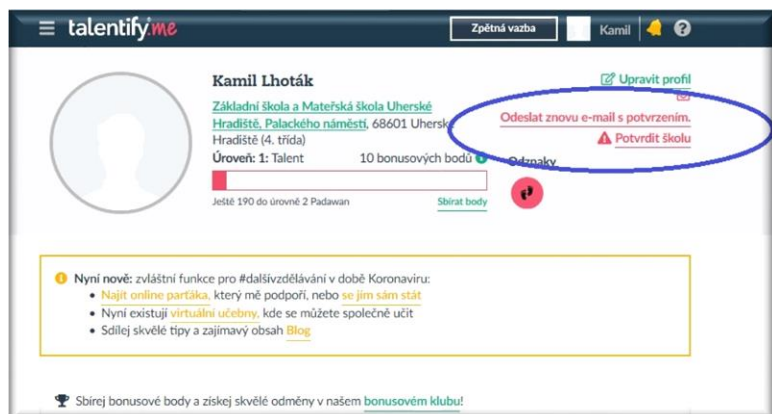 talentify.me
Zpětná vazba
Kamil
Kamil Lhoták
Upravit profil
Základní škola a Mateřská škola Uherské
Odeslat znovu e-mail s potvrzením.
Hradiště, Palackého náměstí, 68601 Uhersk
Potvrdit školu
Hradiště (4. třída)
Úroveň: 1: Talent 10 bonusových bodů
Odznaky
Ještě 190 do úrovně 2 Padawan Sbírat body
Nyní nově: zvláštní funkce pro #dalšívzdělávání v době Koronaviru:
• Najít online parťáka, který mě podpoří, nebo se jím sám stát
• Nyní existují virtuální učebny, kde se můžete společně učit
• Sdílej skvělé tipy a zajímavý obsah Blog
Sbírej bonusové body a získej skvělé odměny v našem bonusovém klubu!